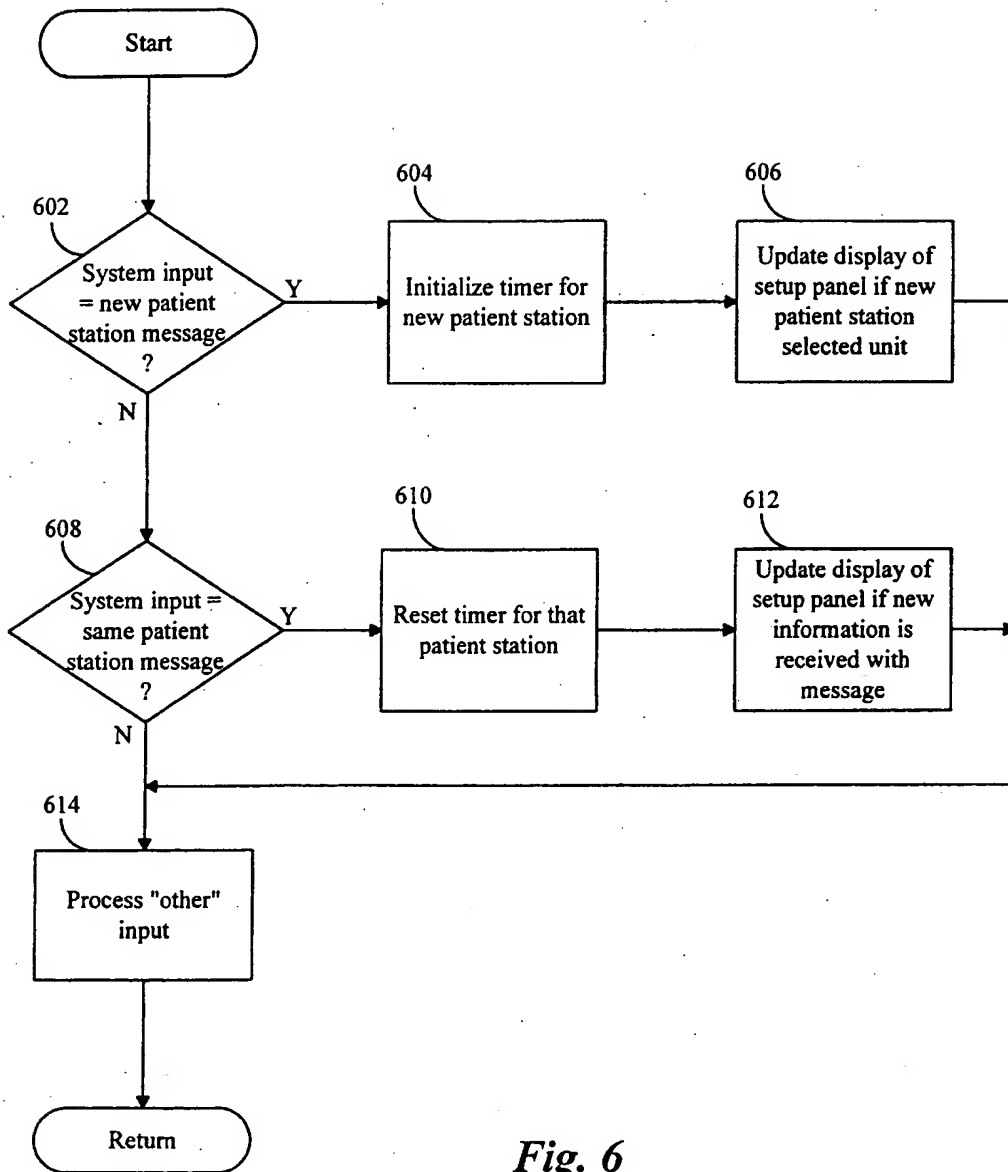 Start
602
System input
= new patient
station message
?
Y
N
604
Initialize timer for
new patient station
606
Update display of
setup panel if new
patient station
selected unit
608
System input =
same patient
station message
?
Y
N
610
Reset timer for that
patient station
612
Update display of
setup panel if new
information is
received with
message
614
Process "other"
input
Return
Fig. 6